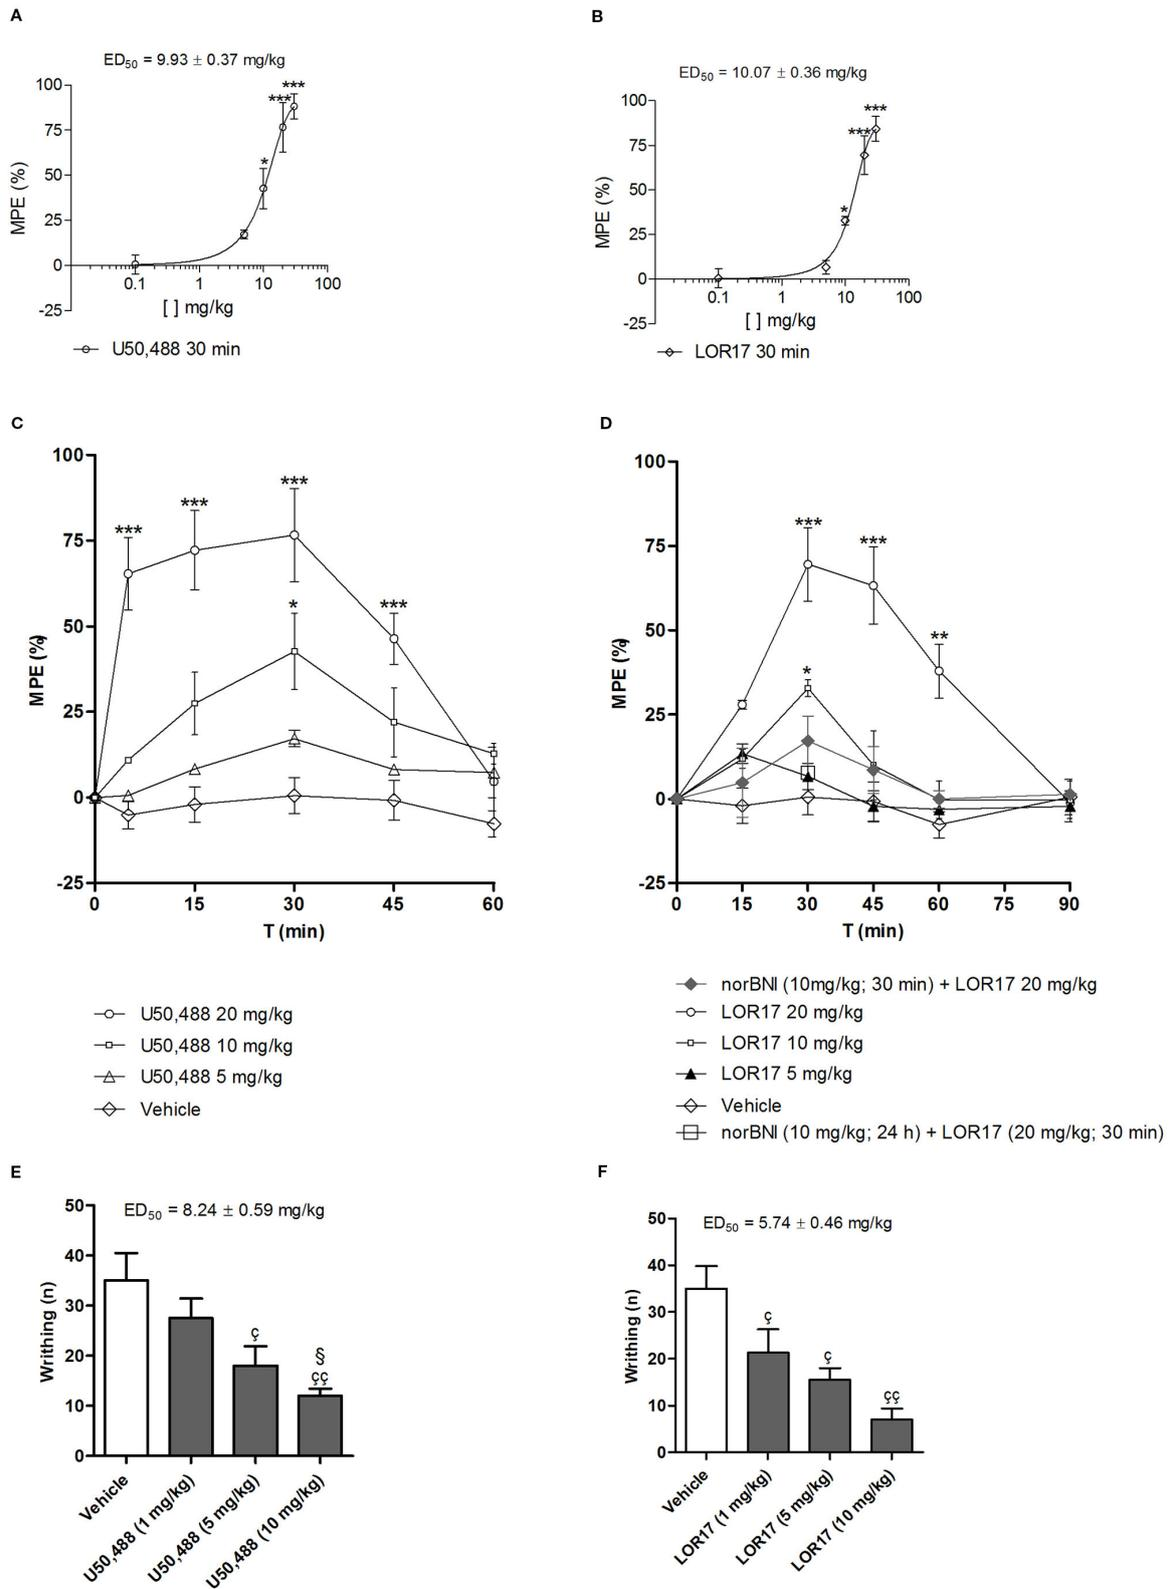 A
ED50 = 9.93 ± 0.37 mg/kg
MPE (%)
100
75
50
25
0
-25
***
***
*
0.1 1 10 100
[ ] mg/kg
U50,488 30 min
B
ED50 = 10.07 ± 0.36 mg/kg
MPE (%)
100
75
50
25
0
-25
***
***
*
0.1 1 10 100
[ ] mg/kg
LOR17 30 min
C
MPE (%)
100
75
50
25
0
-25
***
***
***
*
***
0 15 30 45 60
T (min)
U50,488 20 mg/kg
U50,488 10 mg/kg
U50,488 5 mg/kg
Vehicle
D
MPE (%)
100
75
50
25
0
-25
***
***
**
*
0 15 30 45 60 75 90
T (min)
norBNI (10mg/kg; 30 min) + LOR17 20 mg/kg
LOR17 20 mg/kg
LOR17 10 mg/kg
LOR17 5 mg/kg
Vehicle
norBNI (10 mg/kg; 24 h) + LOR17 (20 mg/kg; 30 min)
E
ED50 = 8.24 ± 0.59 mg/kg
Writhing (n)
50
40
30
20
10
0
ç
§
çç
Vehicle
U50,488 (1 mg/kg)
U50,488 (5 mg/kg)
U50,488 (10 mg/kg)
F
ED50 = 5.74 ± 0.46 mg/kg
Writhing (n)
50
40
30
20
10
0
ç
ç
çç
Vehicle
LOR17 (1 mg/kg)
LOR17 (5 mg/kg)
LOR17 (10 mg/kg)